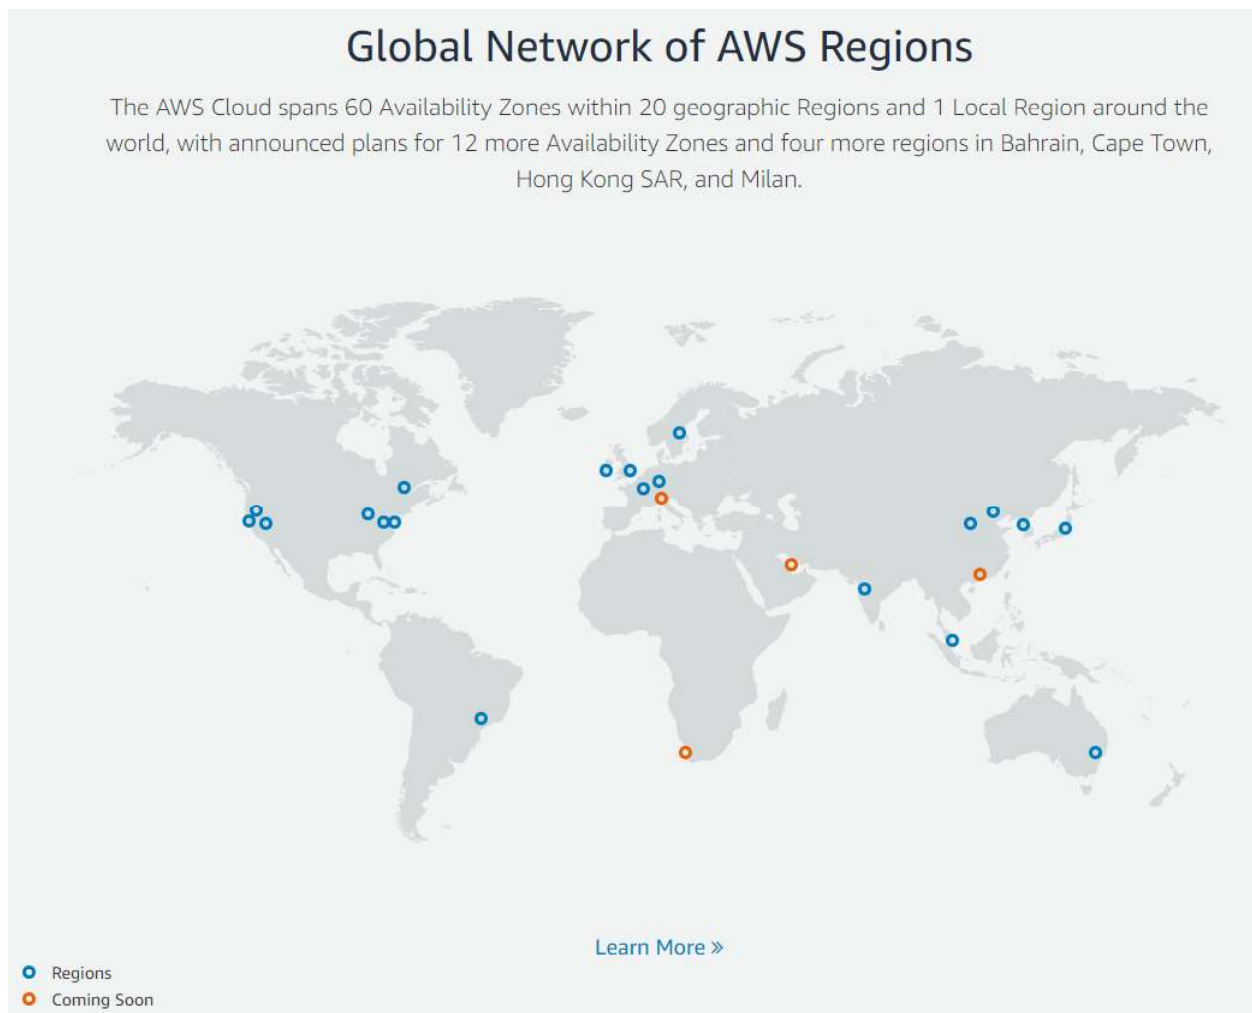 Global Network of AWS Regions
The AWS Cloud spans 60 Availability Zones within 20 geographic Regions and 1 Local Region around the
world, with announced plans for 12 more Availability Zones and four more regions in Bahrain, Cape Town,
Hong Kong SAR, and Milan.
Learn More »
Regions
Coming Soon